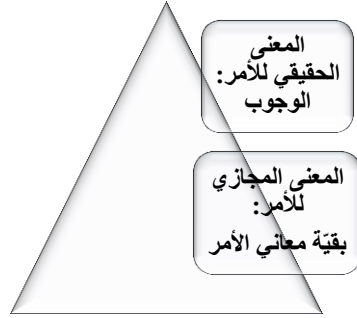 المعنى
الحقيقي للأمر:
الوجوب
المعنى المجازي
للأمر:
بقيّة معاني الأمر